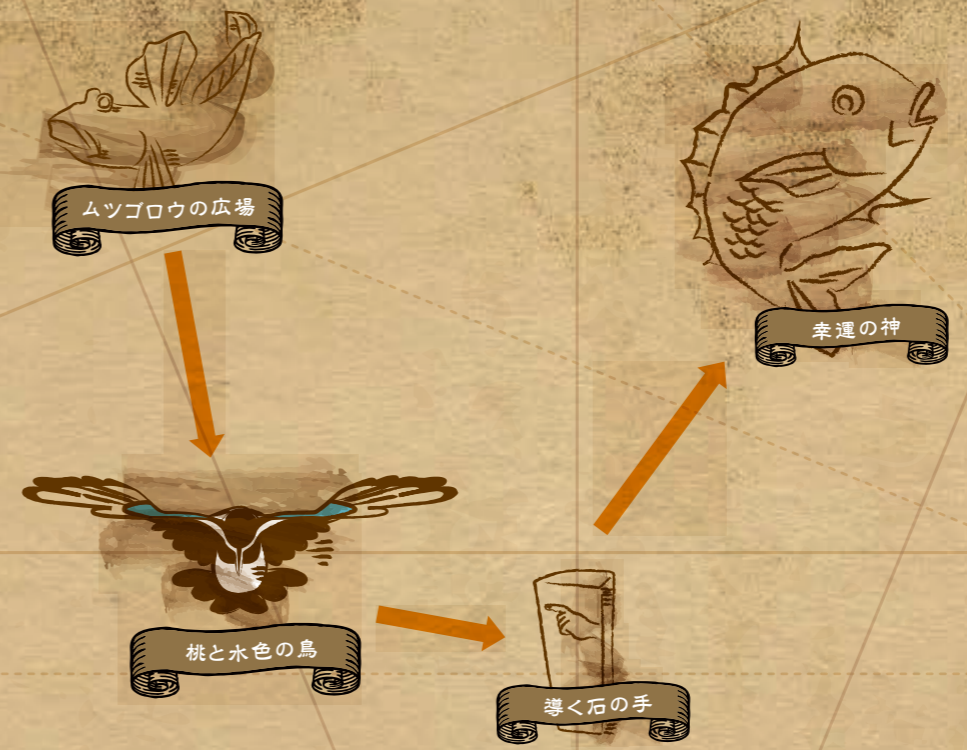 ムツゴロウの広場
幸運の神
桃と水色の鳥
導く石の手